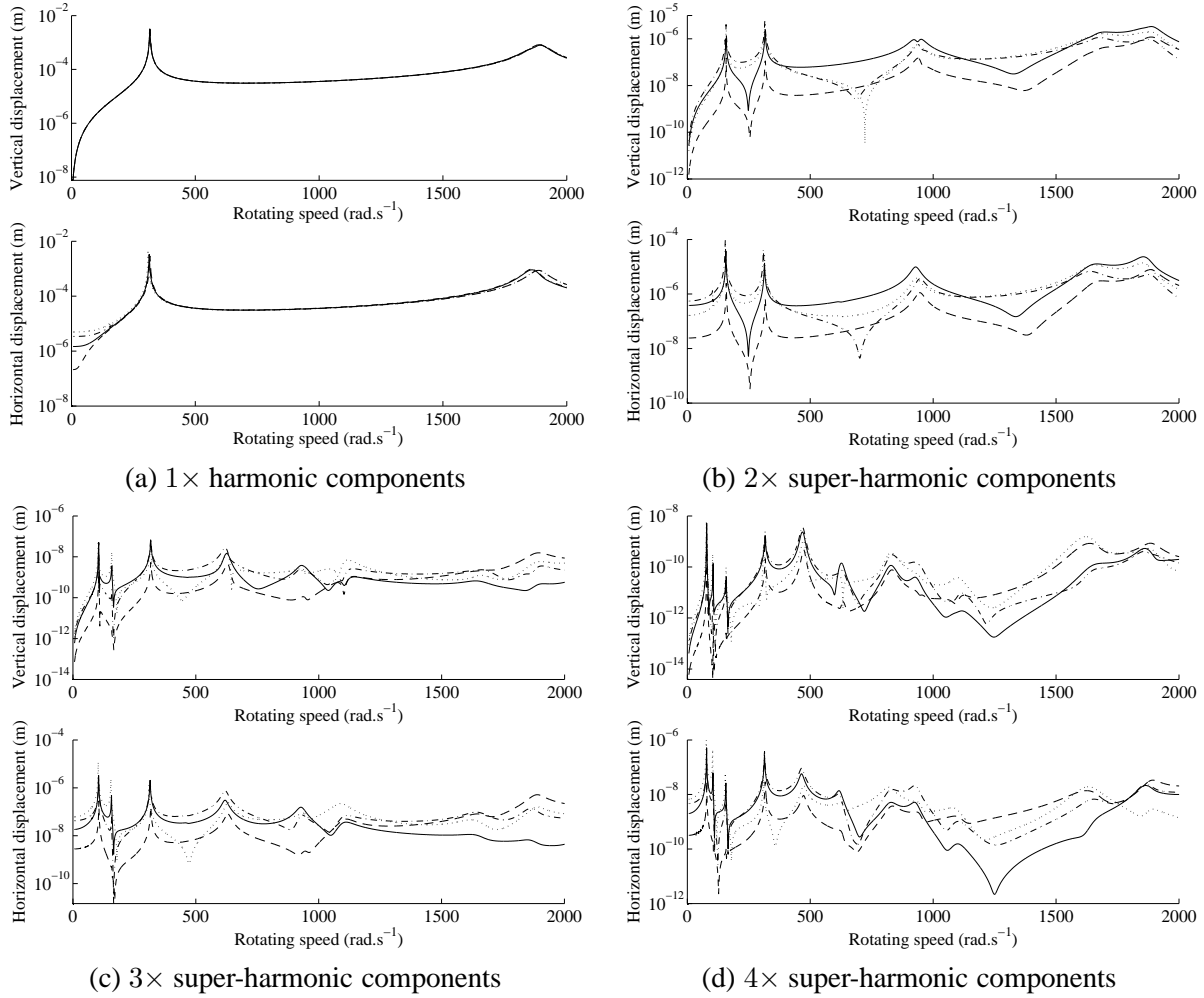 Vertical displacement (m)
10−2
10−4
10−6
10−8
0 500 1000 1500 2000
Rotating speed (rad.s−1)
Horizontal displacement (m)
10−2
10−4
10−6
10−8
0 500 1000 1500 2000
Rotating speed (rad.s−1)
(a) 1× harmonic components
Vertical displacement (m)
10−5
10−6
10−8
10−10
10−12
0 500 1000 1500 2000
Rotating speed (rad.s−1)
Horizontal displacement (m)
10−4
10−6
10−8
10−10
0 500 1000 1500 2000
Rotating speed (rad.s−1)
(b) 2× super-harmonic components
Vertical displacement (m)
10−6
10−8
10−10
10−12
10−14
0 500 1000 1500 2000
Rotating speed (rad.s−1)
Horizontal displacement (m)
10−4
10−6
10−8
10−10
0 500 1000 1500 2000
Rotating speed (rad.s−1)
(c) 3× super-harmonic components
Vertical displacement (m)
10−8
10−10
10−12
10−14
0 500 1000 1500 2000
Rotating speed (rad.s−1)
Horizontal displacement (m)
10−6
10−8
10−10
10−12
0 500 1000 1500 2000
Rotating speed (rad.s−1)
(d) 4× super-harmonic components